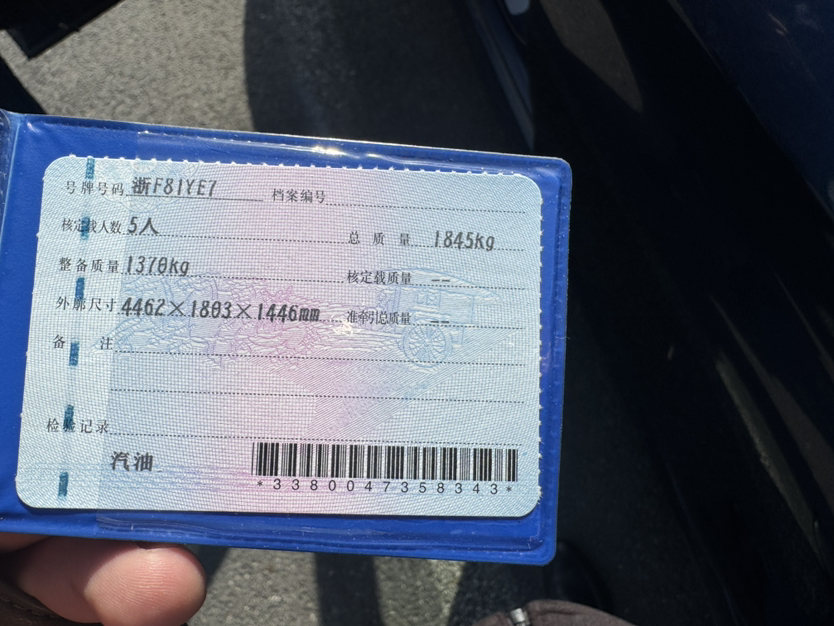 号牌号码 浙F81YE7 档案编号
核定载人数 5人 总质量 1845kg
整备质量 1370kg 核定载质量 --
外廓尺寸 4462×1803×1446mm 准牵引总质量 --
备 注
检验记录
汽油
*3380047358343*